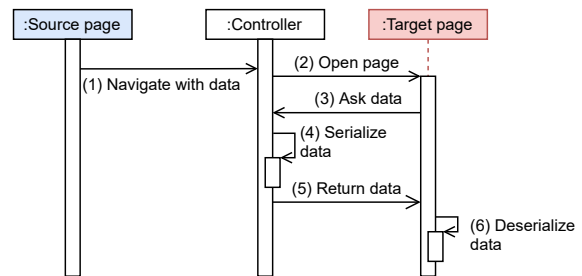 :Source page
:Controller
:Target page
(1) Navigate with data
(2) Open page
(3) Ask data
(4) Serialize
data
(5) Return data
(6) Deserialize
data